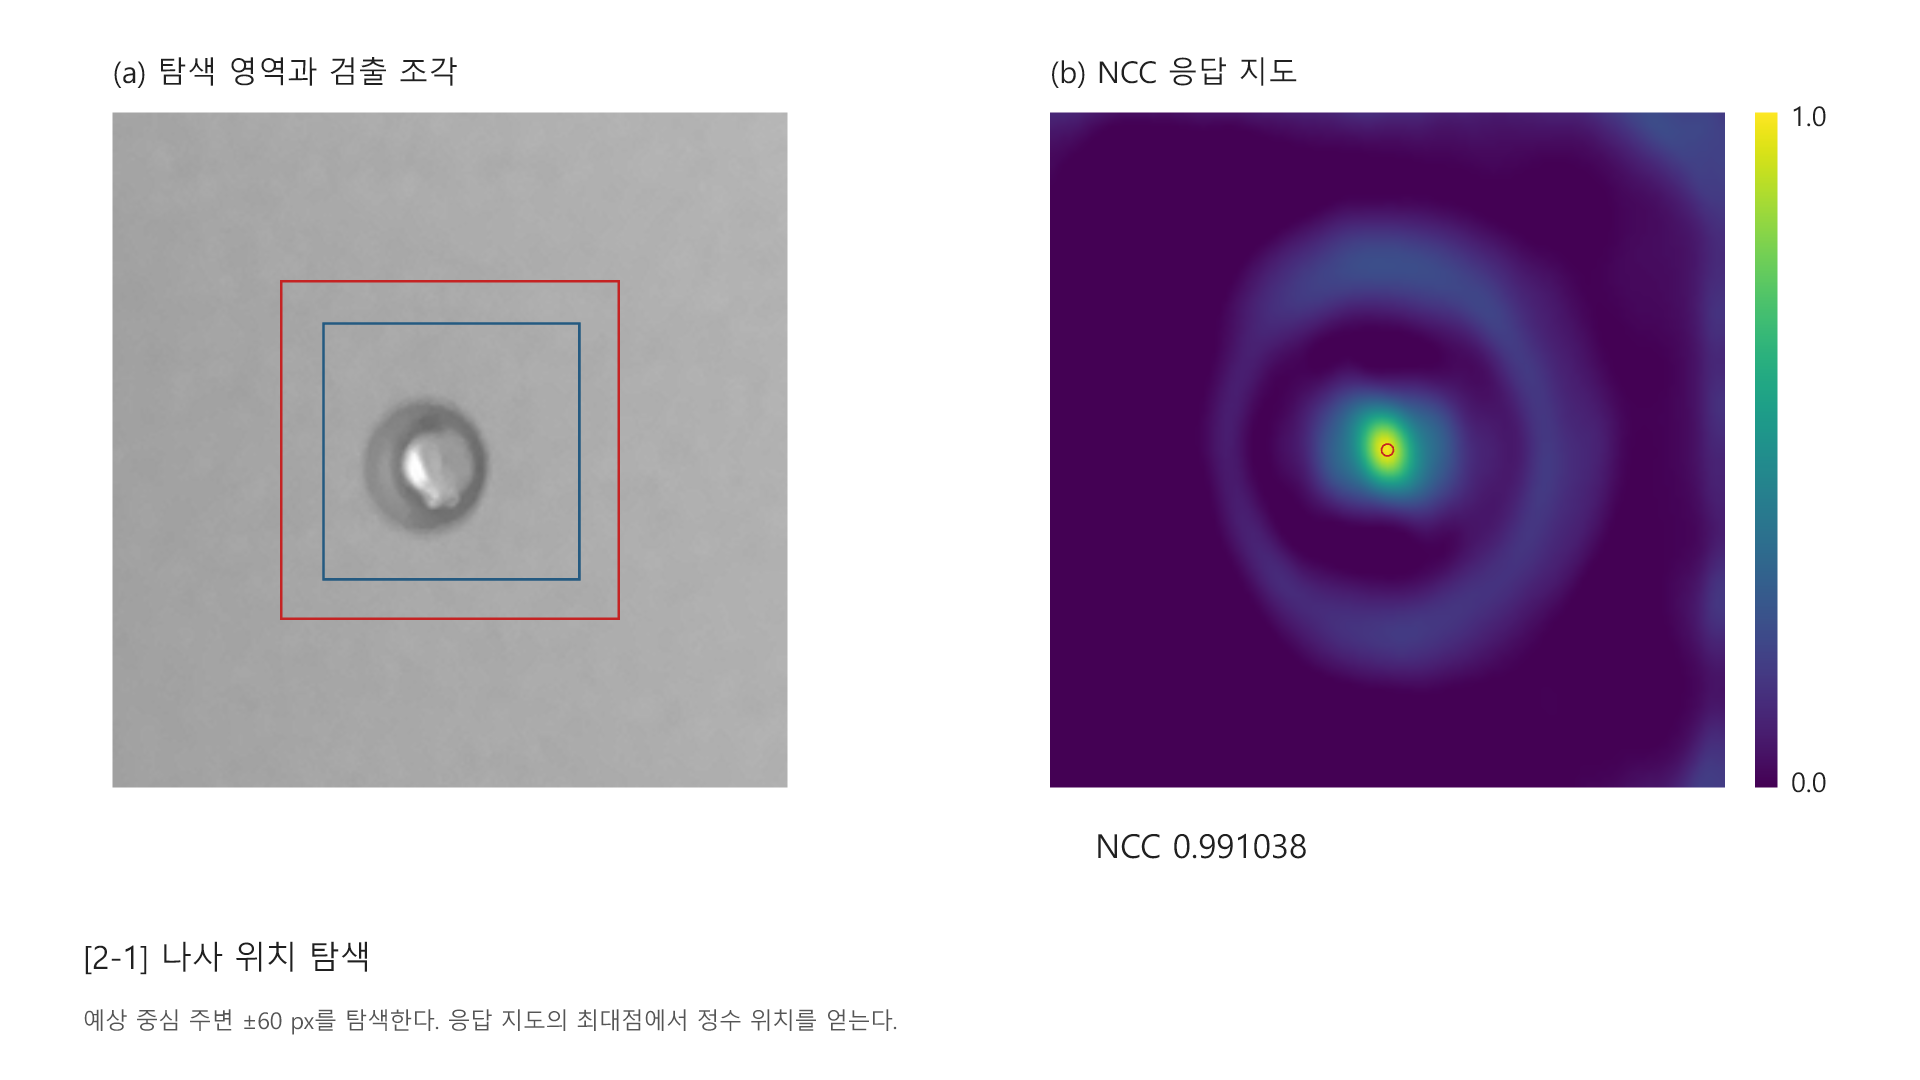 (a) 탐색 영역과 검출 조각
(b) NCC 응답 지도
1.0
0.0
NCC 0.991038
[2-1] 나사 위치 탐색
예상 중심 주변 ±60 px를 탐색한다. 응답 지도의 최대점에서 정수 위치를 얻는다.